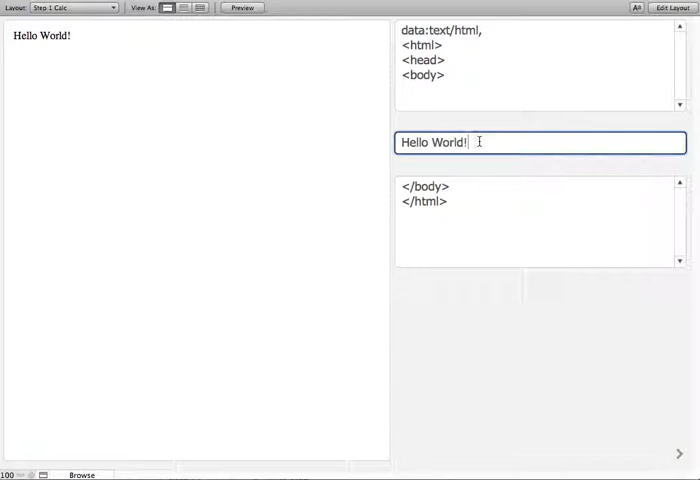 Layout: Step 1 Calc View As: Preview Aa Edit Layout
Hello World!
data:text/html,
<html>
<head>
<body>
Hello World!
</body>
</html>
100 Browse